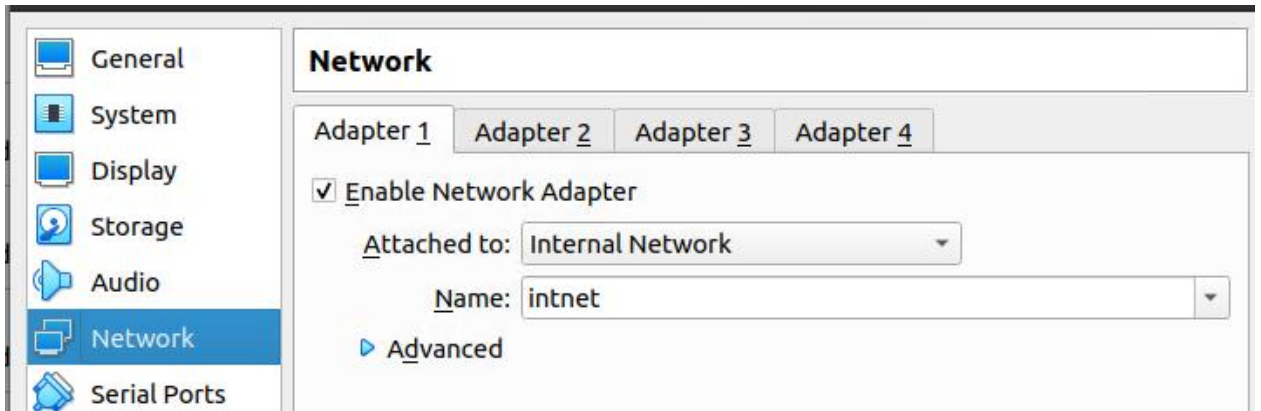 General
System
Display
Storage
Audio
Network
Serial Ports
Network
Adapter 1 Adapter 2 Adapter 3 Adapter 4
Enable Network Adapter
Attached to: Internal Network
Name: intnet
Advanced